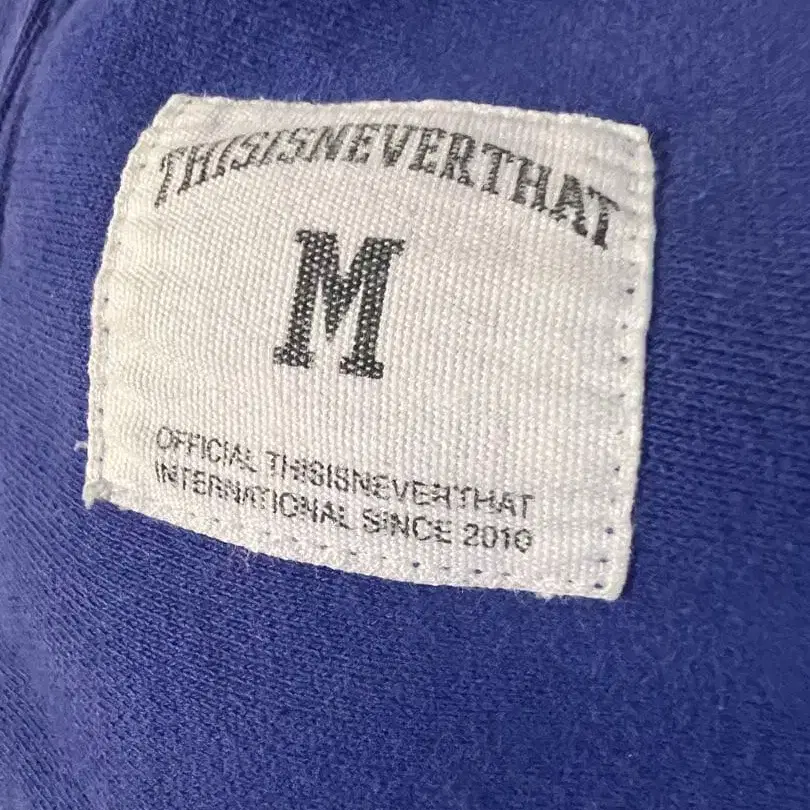 THISISNEVERTHAT
M
OFFICIAL THISISNEVERTHAT
INTERNATIONAL SINCE 2010